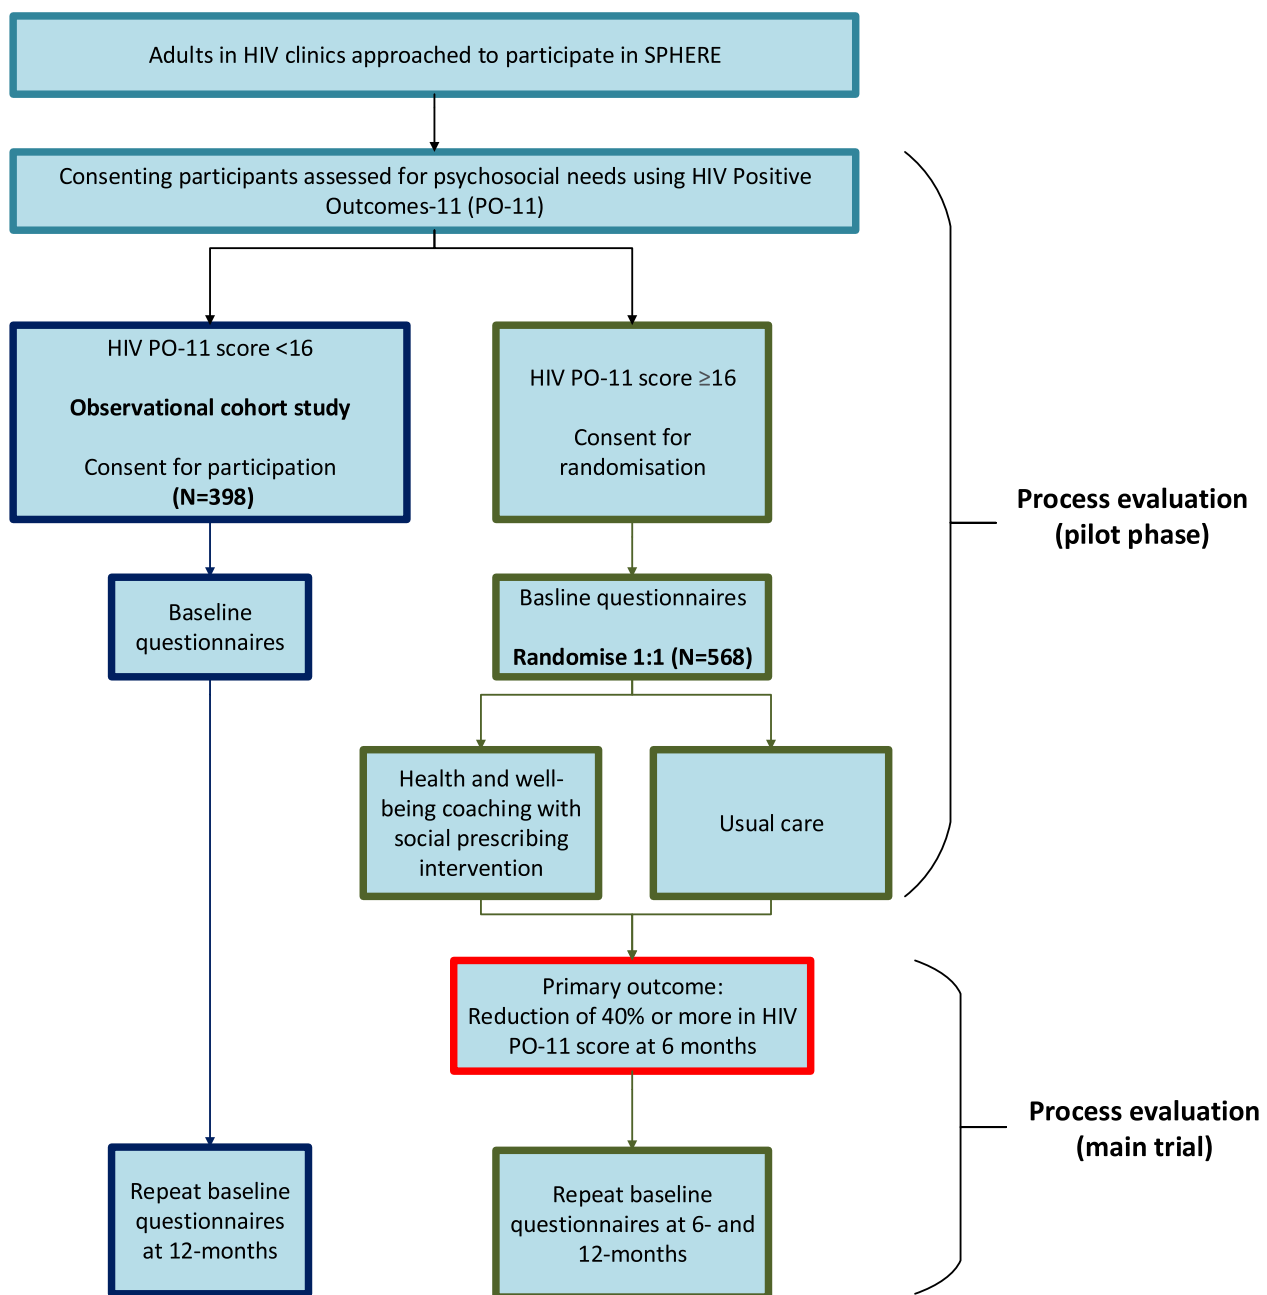 Adults in HIV clinics approached to participate in SPHERE
Consenting participants assessed for psychosocial needs using HIV Positive
Outcomes-11 (PO-11)
HIV PO-11 score <16
Observational cohort study
Consent for participation
(N=398)
HIV PO-11 score ≥16
Consent for
randomisation
Process evaluation
(pilot phase)
Baseline
questionnaires
Basline questionnaires
Randomise 1:1 (N=568)
Health and well-
being coaching with
social prescribing
intervention
Usual care
Primary outcome:
Reduction of 40% or more in HIV
PO-11 score at 6 months
Process evaluation
(main trial)
Repeat baseline
questionnaires
at 12-months
Repeat baseline
questionnaires at 6- and
12-months